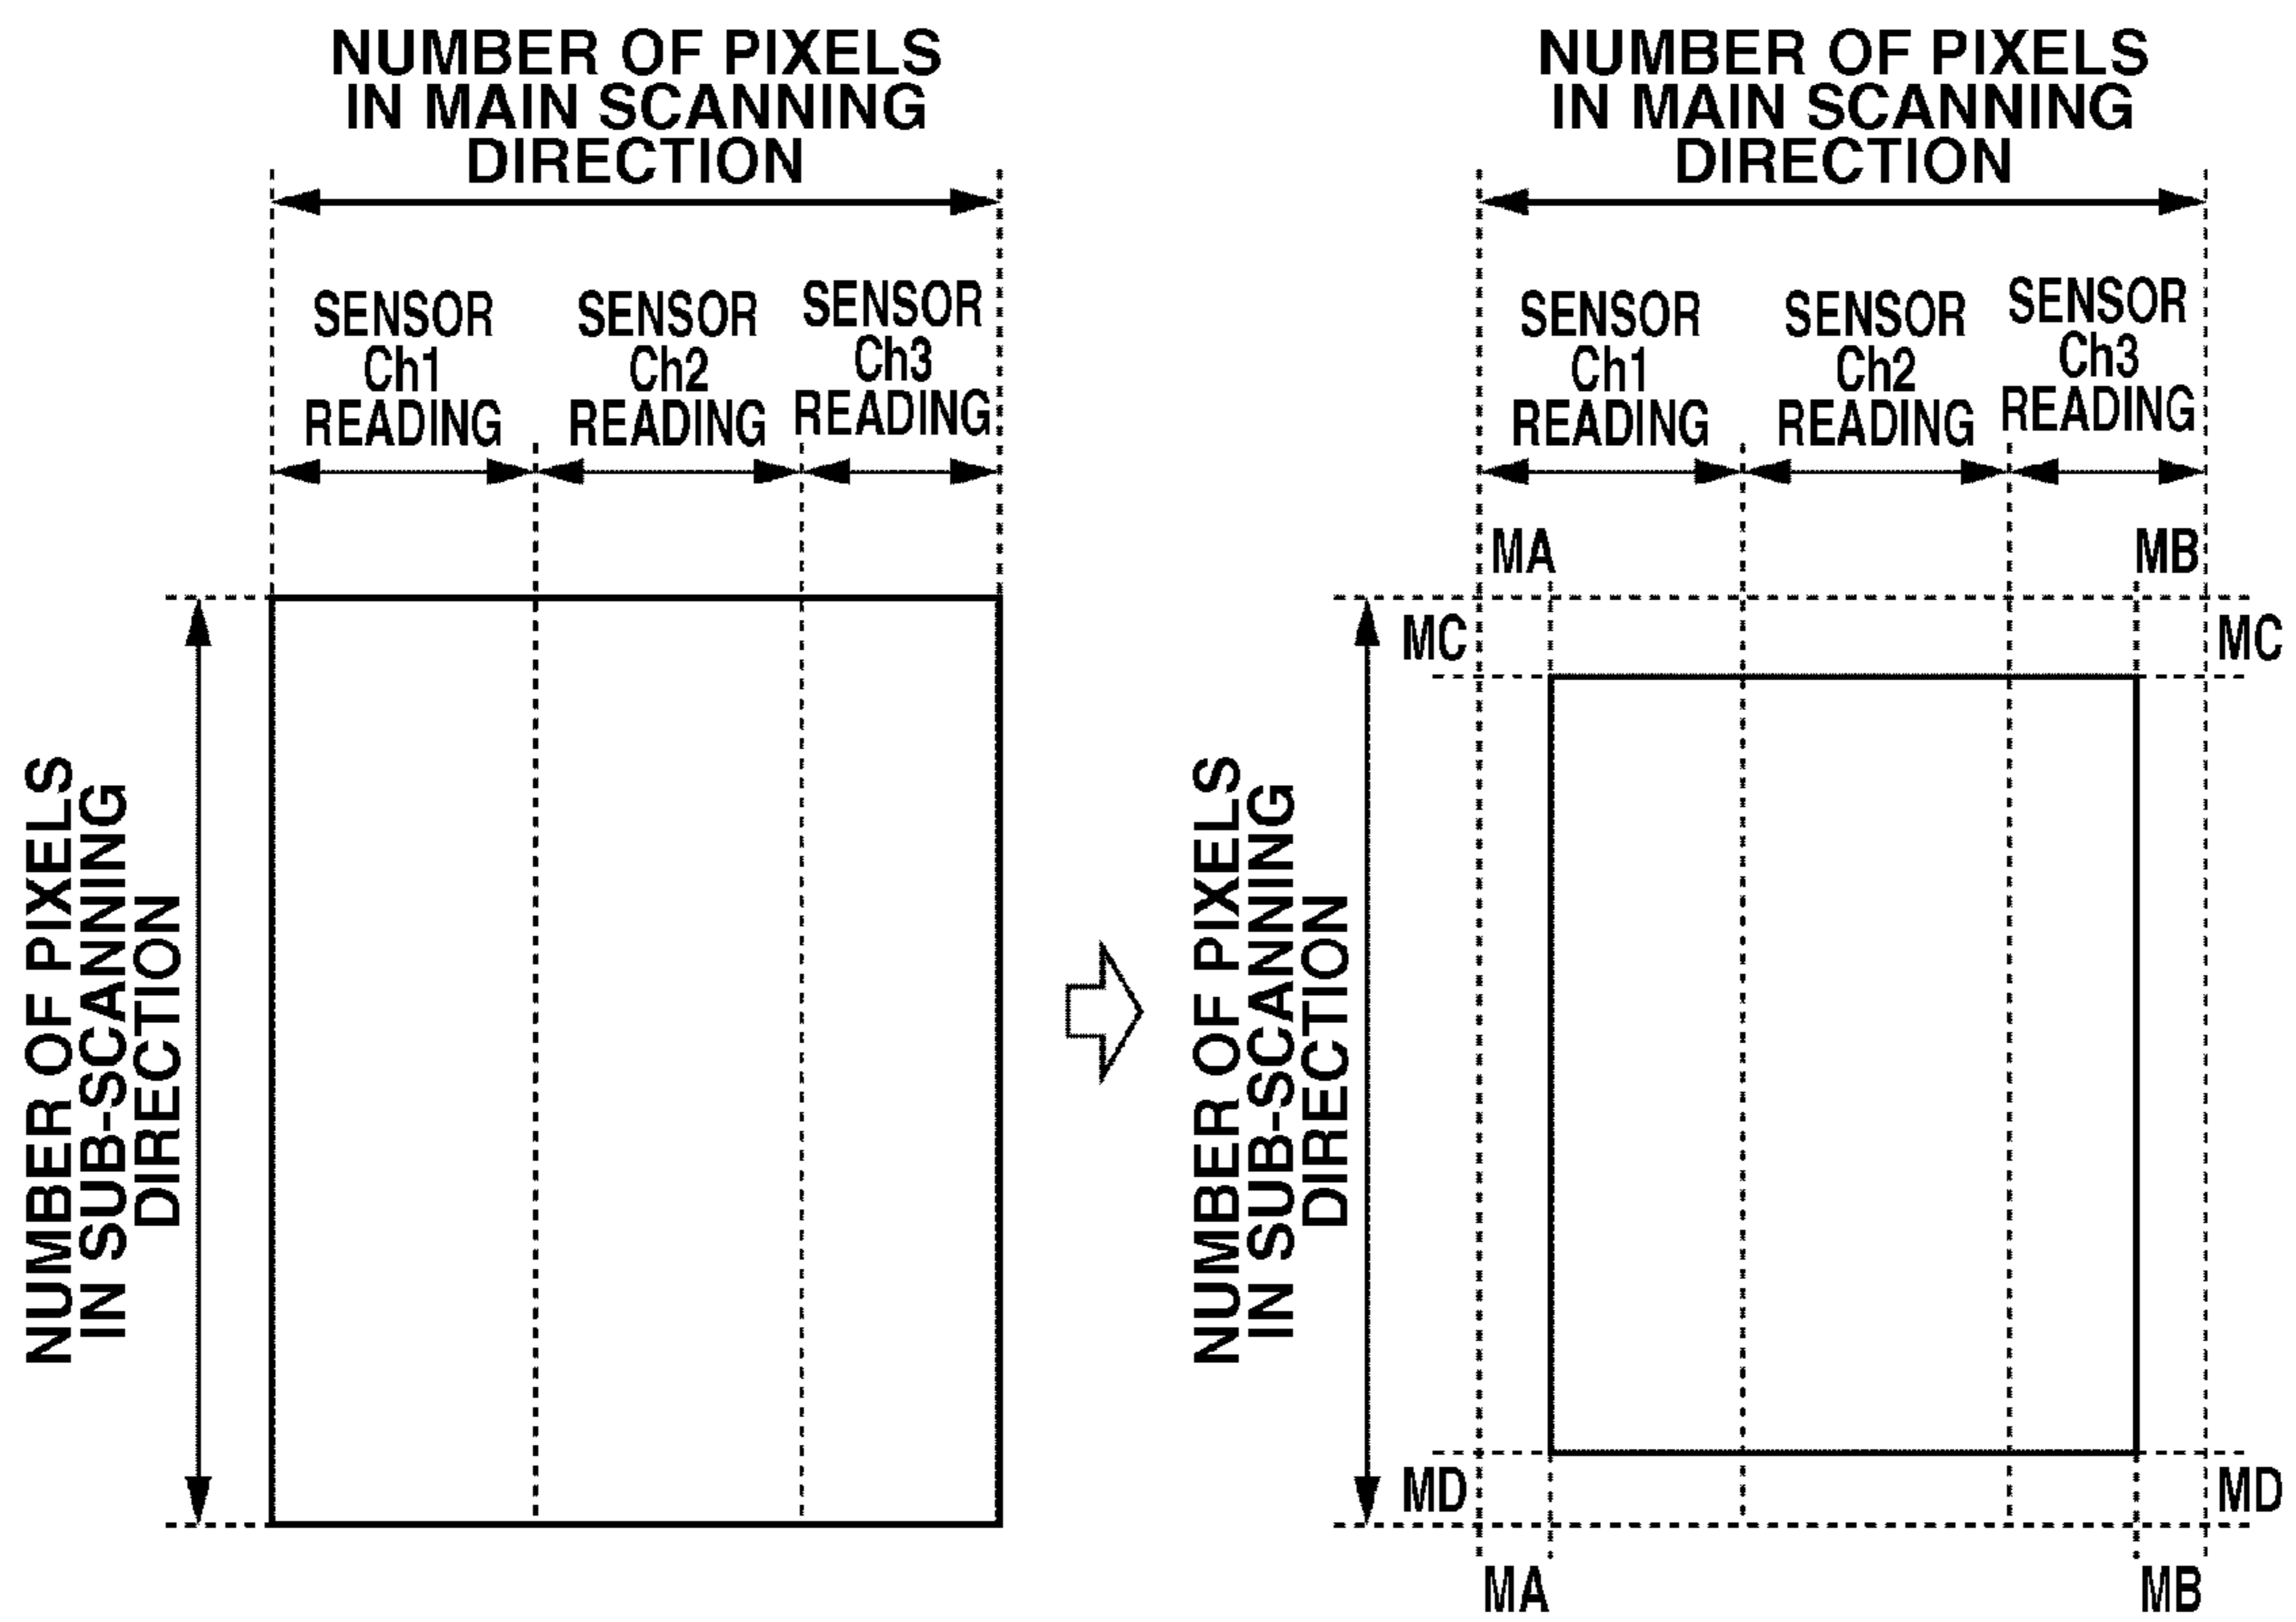 NUMBER OF PIXELS
IN MAIN SCANNING
DIRECTION
SENSOR
Ch1
READING
SENSOR
Ch2
READING
SENSOR
Ch3
READING
NUMBER OF PIXELS
IN SUB-SCANNING
DIRECTION
NUMBER OF PIXELS
IN MAIN SCANNING
DIRECTION
SENSOR
Ch1
READING
SENSOR
Ch2
READING
SENSOR
Ch3
READING
MA
MB
MC
MC
NUMBER OF PIXELS
IN SUB-SCANNING
DIRECTION
MD
MD
MA
MB